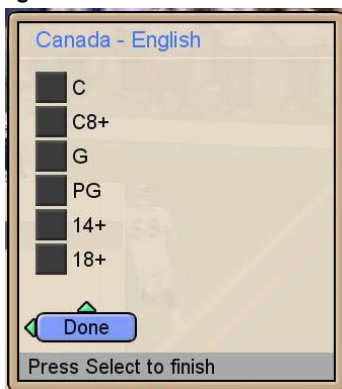 Canada - English
C
C8+
G
PG
14+
18+
Done
Press Select to finish